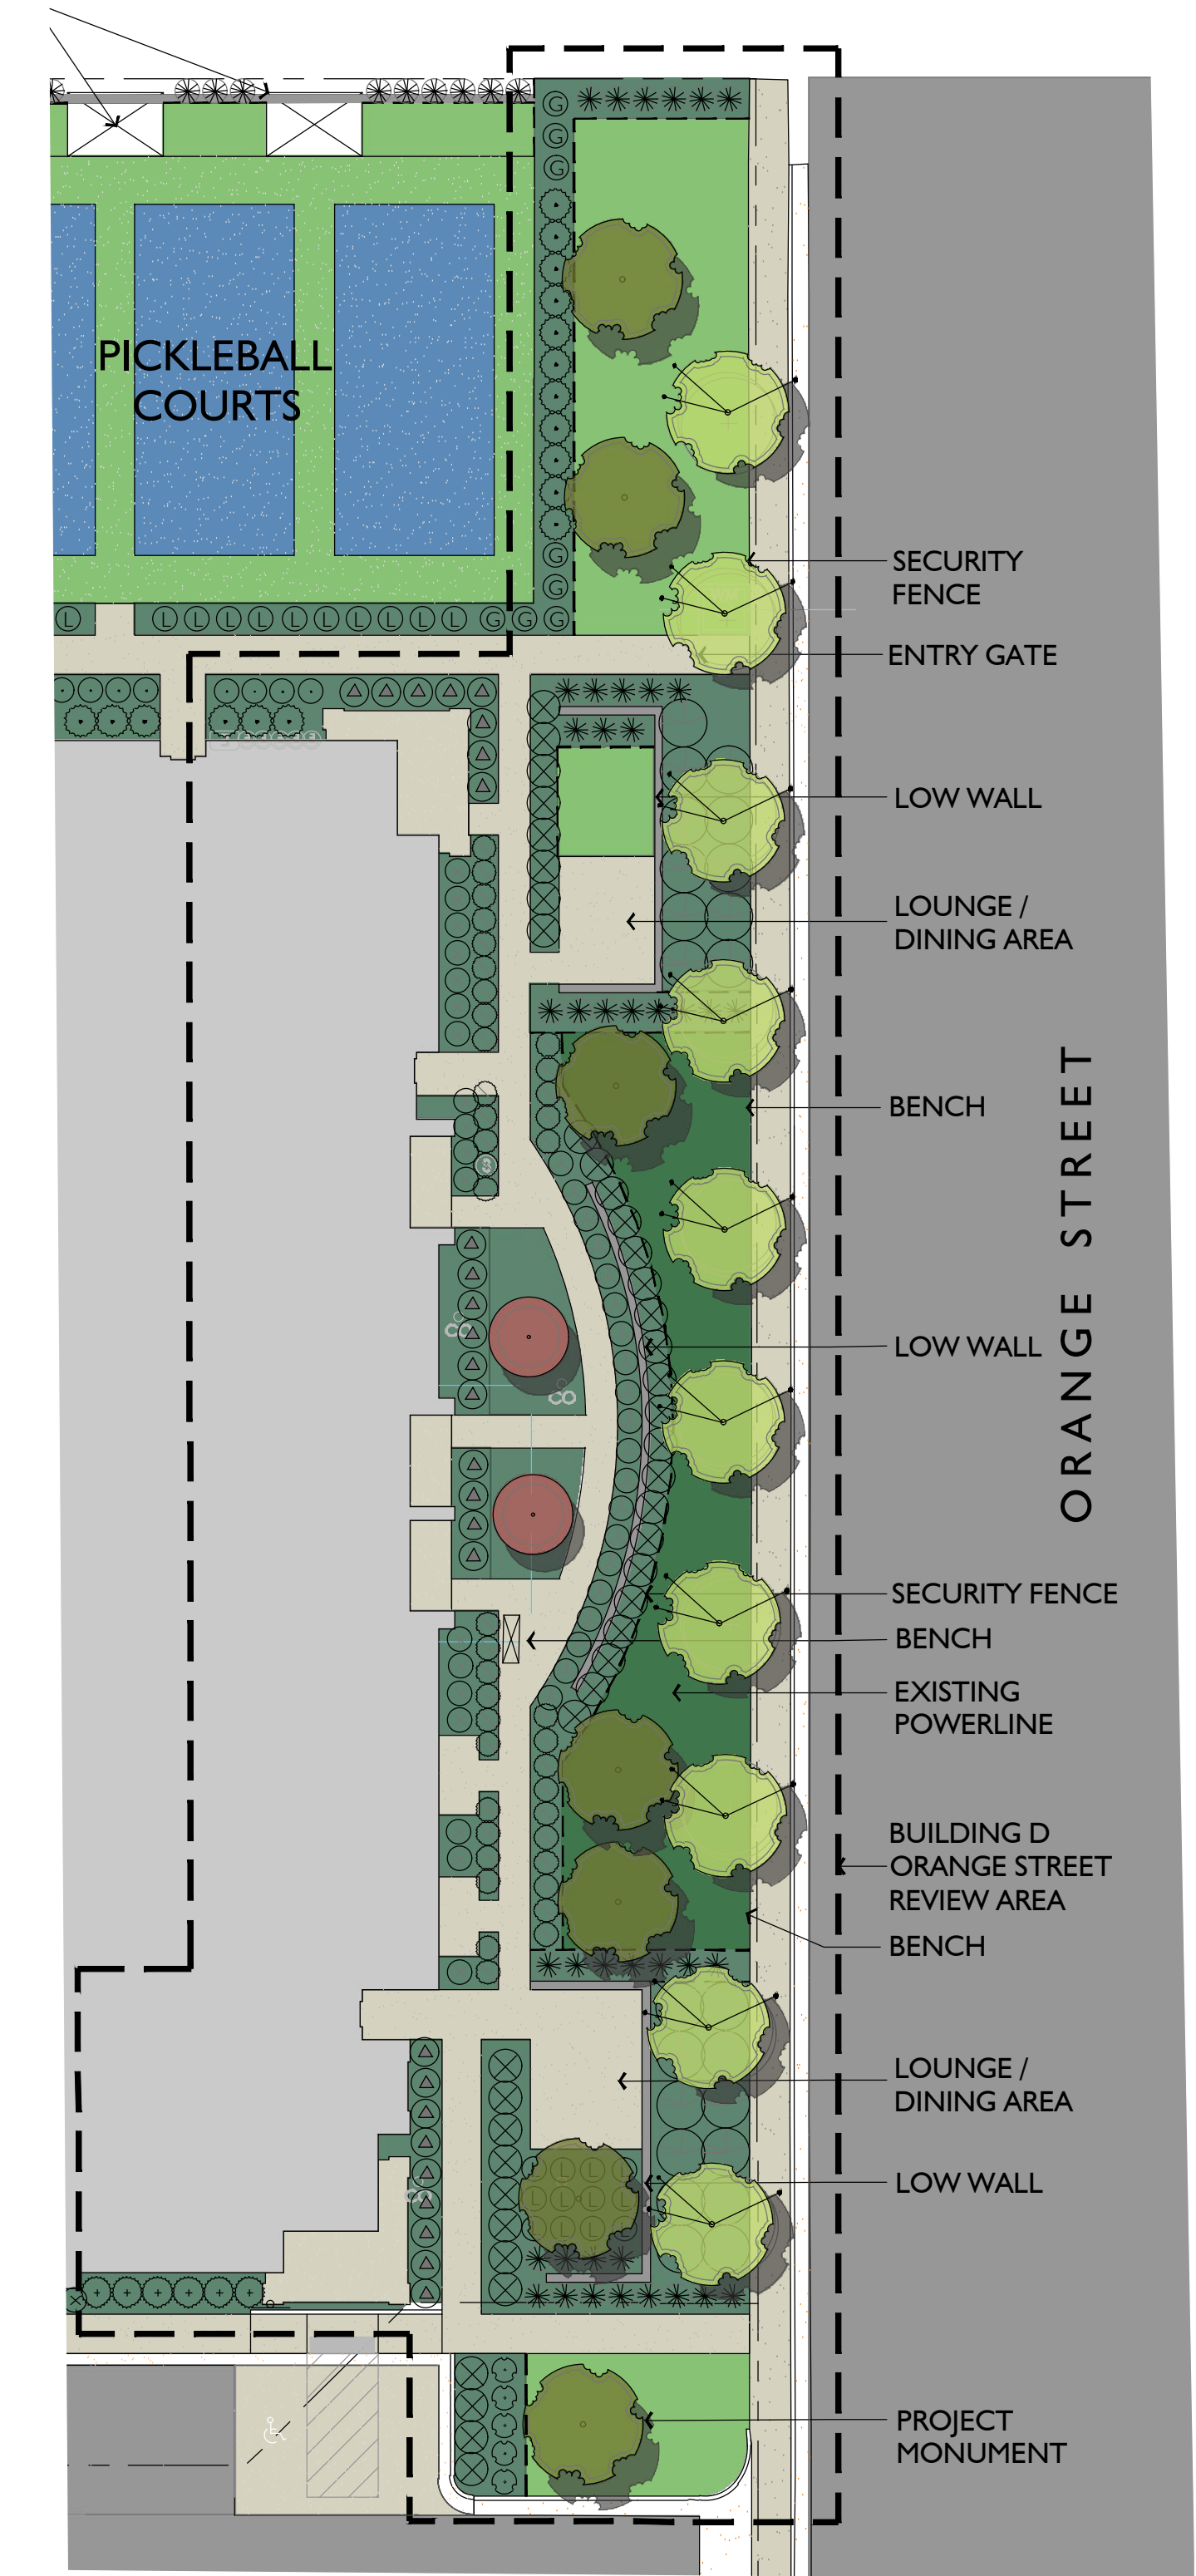 PICKLEBALL
COURTS
SECURITY
FENCE
ENTRY GATE
LOW WALL
LOUNGE /
DINING AREA
BENCH
ORANGE STREET
LOW WALL
SECURITY FENCE
BENCH
EXISTING
POWERLINE
BUILDING D
ORANGE STREET
REVIEW AREA
BENCH
LOUNGE /
DINING AREA
LOW WALL
PROJECT
MONUMENT
G
G
G
G
G
L
L L L L L L L L L L G G G
L L L L
L L L L
L L L